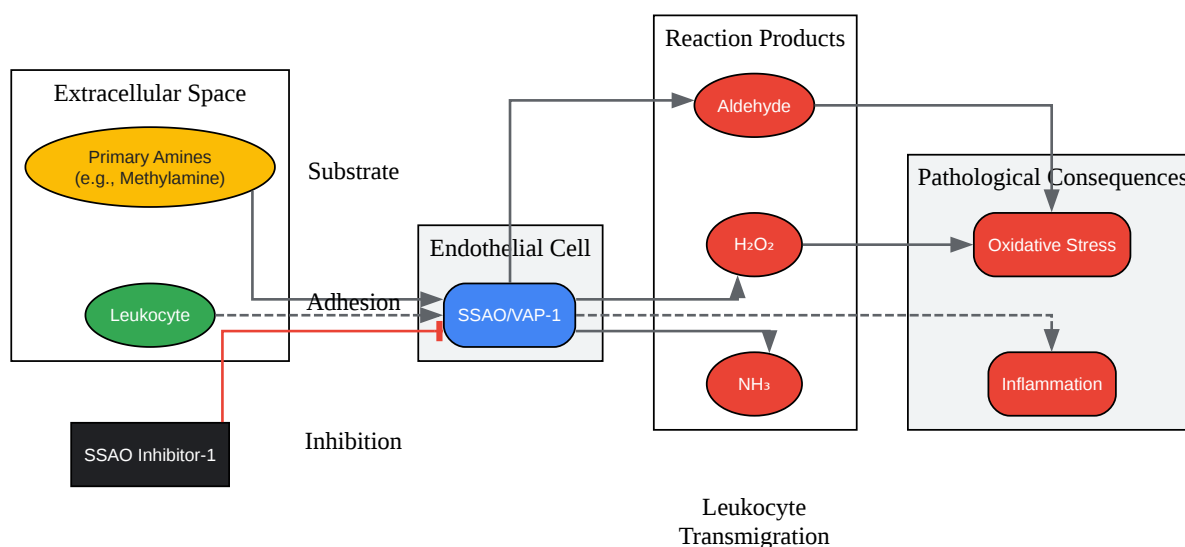 Extracellular Space
Primary Amines
(e.g., Methylamine)
Leukocyte
SSAO Inhibitor-1
Substrate
Adhesion
Inhibition
Endothelial Cell
SSAO/VAP-1
Reaction Products
Aldehyde
H₂O₂
NH₃
Leukocyte
Transmigration
Pathological Consequences
Oxidative Stress
Inflammation